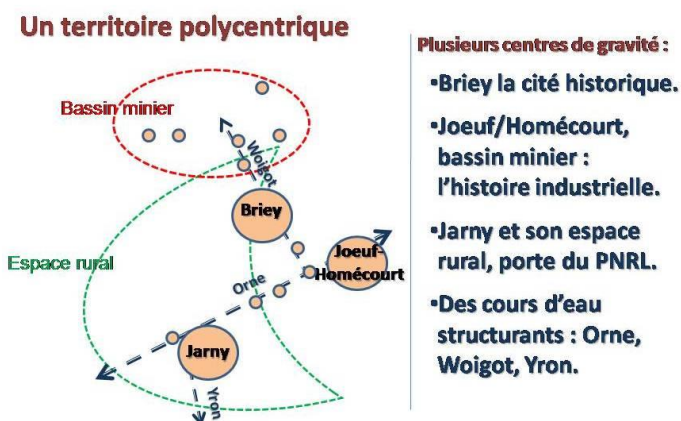 Un territoire polycentrique
Bassin minier
Woigot
Briey
Espace rural
Joeuf-
Homécourt
Orne
Jarny
Yron
Plusieurs centres de gravité :
•Briey la cité historique.
•Joeuf/Homécourt,
bassin minier :
l’histoire industrielle.
•Jarny et son espace
rural, porte du PNRL.
•Des cours d’eau
structurants : Orne,
Woigot, Yron.